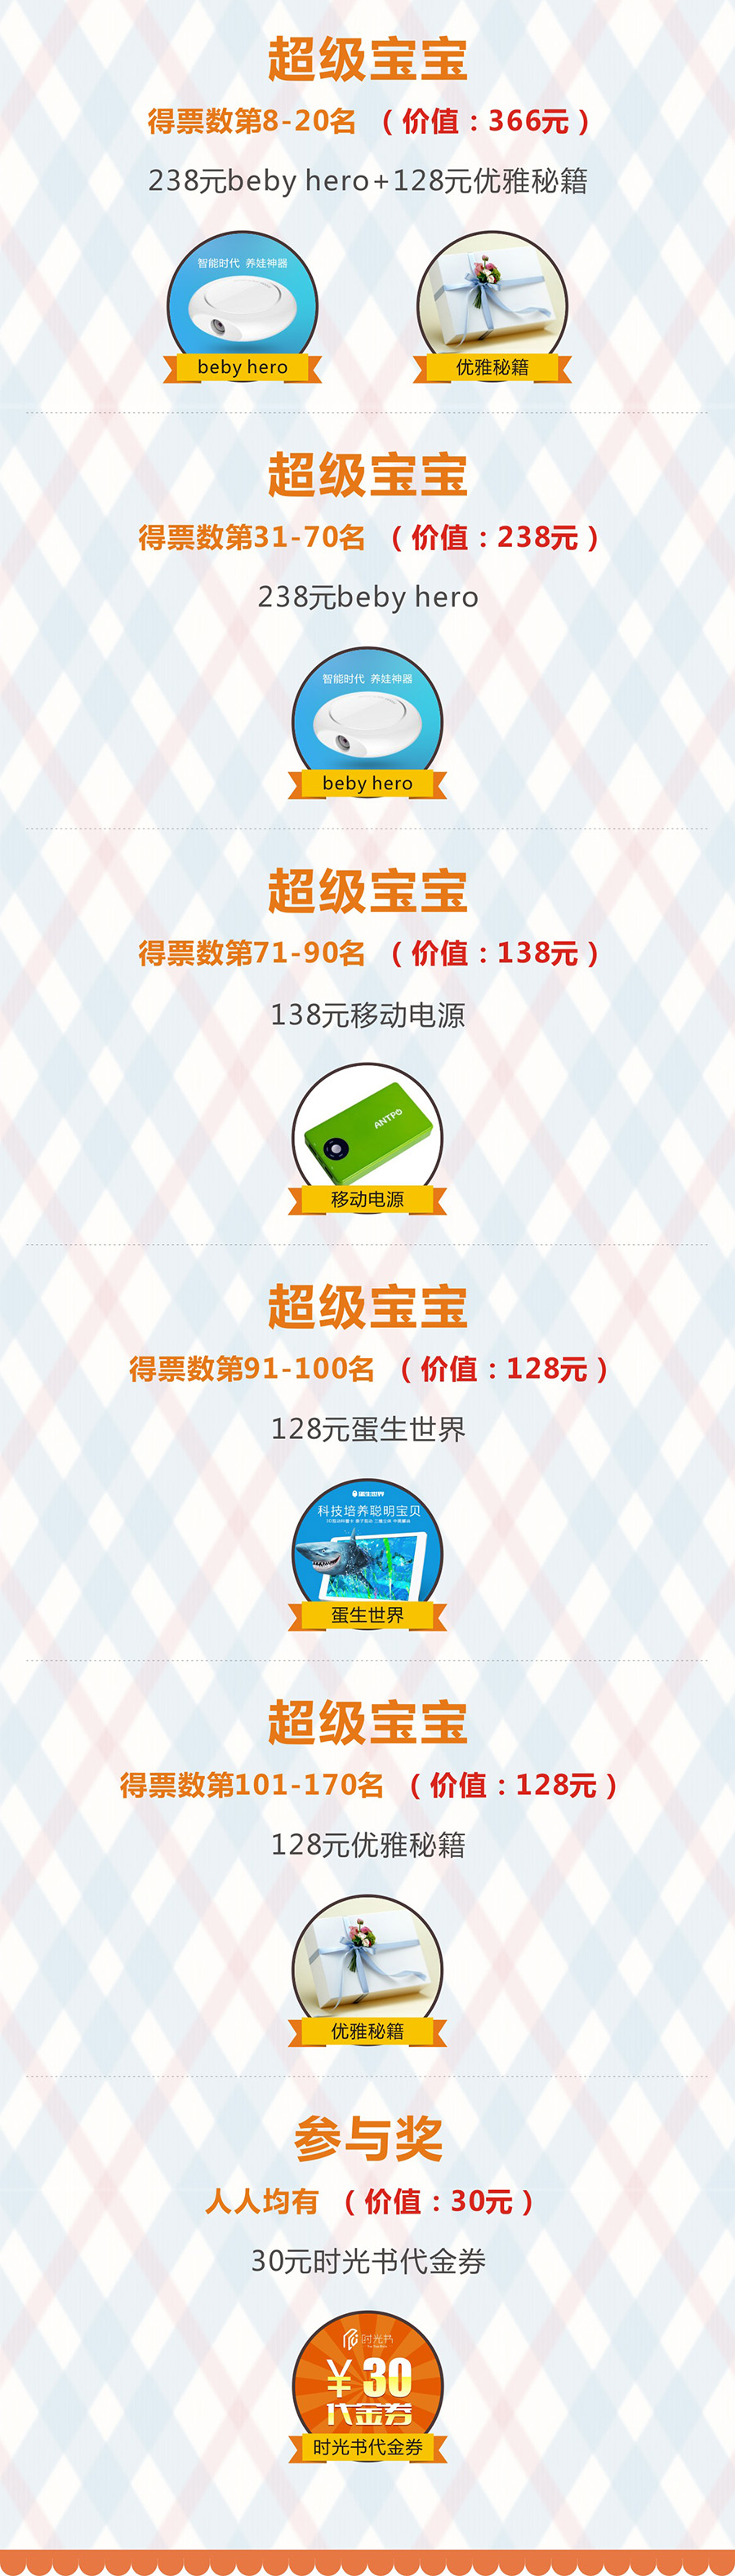 超级宝宝
得票数第8-20名 （价值：366元）
238元beby hero+128元优雅秘籍
智能时代 养娃神器
beby hero
优雅秘籍
超级宝宝
得票数第31-70名 （价值：238元）
238元beby hero
智能时代 养娃神器
beby hero
超级宝宝
得票数第71-90名 （价值：138元）
138元移动电源
ANTPO
移动电源
超级宝宝
得票数第91-100名 （价值：128元）
128元蛋生世界
蛋生世界
科技培养聪明宝贝
蛋生世界
超级宝宝
得票数第101-170名 （价值：128元）
128元优雅秘籍
优雅秘籍
参与奖
人人均有 （价值：30元）
30元时光书代金券
时光书
¥30
代金券
时光书代金券